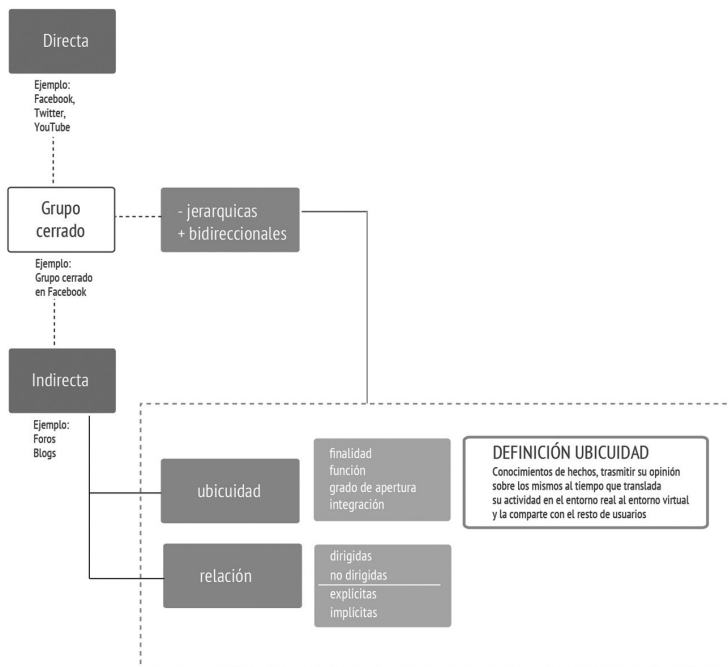 Directa
Ejemplo:
Facebook,
Twitter,
YouTube
Grupo
cerrado
- jerarquicas
+ bidireccionales
Ejemplo:
Grupo cerrado
en Facebook
Indirecta
Ejemplo:
Foros
Blogs
ubicuidad
finalidad
función
grado de apertura
integración
DEFINICIÓN UBICUIDAD
Conocimientos de hechos, trasmitir su opinión
sobre los mismos al tiempo que translada
su actividad en el entorno real al entorno virtual
y la comparte con el resto de usuarios
relación
dirigidas
no dirigidas
explicitas
implicitas